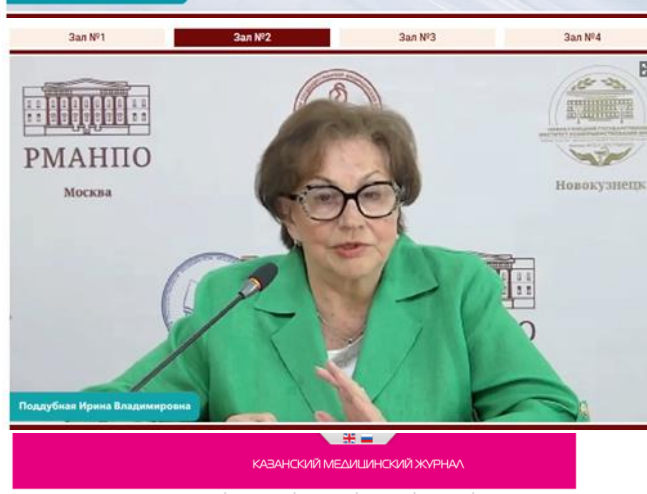 Зал №1
Зал №2
Зал №3
Зал №4
РМАНПО
Москва
Новокузнецк
Поддубная Ирина Владимировна
КАЗАНСКИЙ МЕДИЦИНСКИЙ ЖУРНАЛ